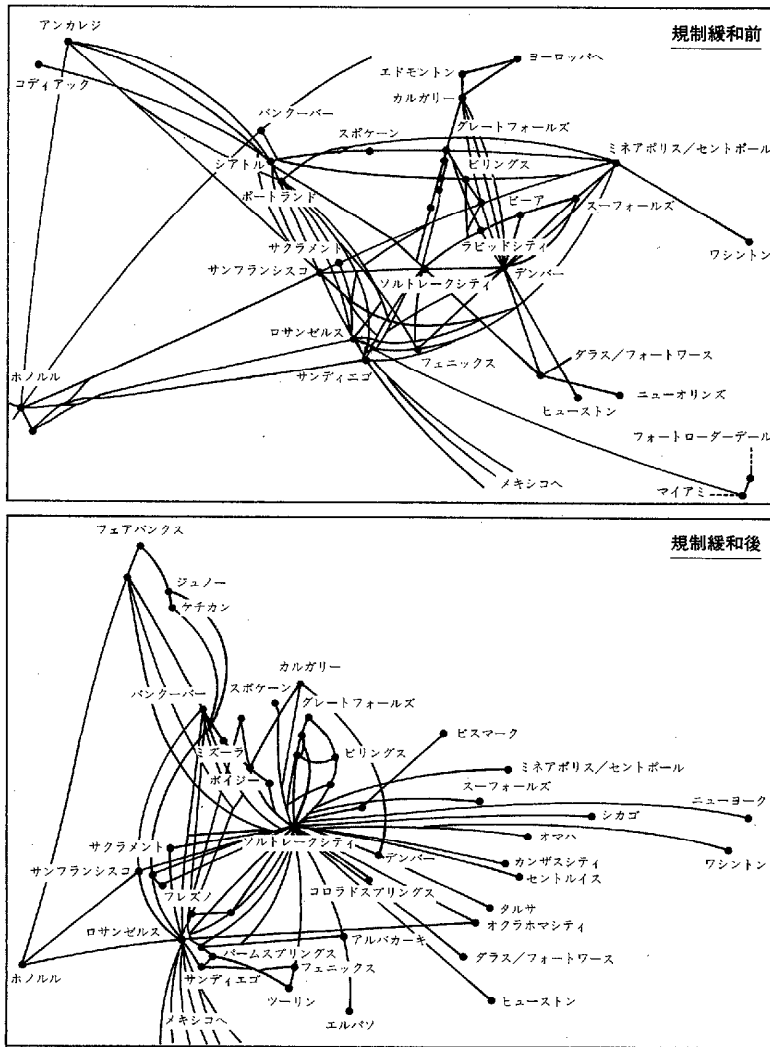 規制緩和前
アンカレジ
コディアック
ヨーロッパへ
エドモントン
カルガリー
バンクーバー
スポケーン
グレートフォールズ
シアトル
ビリングス
ミネアポリス／セントポール
ポートランド
ピーア
スーフォールズ
サクラメント
ラピッドシティ
ワシントン
サンフランシスコ
ソルトレークシティ
デンバー
ロサンゼルス
サンディエゴ
フェニックス
ダラス／フォートワース
ホノルル
ヒューストン
ニューオリンズ
フォートローダーデール
メキシコへ
マイアミ
規制緩和後
フェアバンクス
ジュノー
ケチカン
カルガリー
バンクーバー
スポケーン
グレートフォールズ
ビスマーク
ミズーラ
ビリングス
ボイジー
ミネアポリス／セントポール
スーフォールズ
ニューヨーク
シカゴ
サクラメント
ソルトレークシティ
オマハ
デンバー
ワシントン
サンフランシスコ
カンザスシティ
フレズノ
コロラドスプリングス
セントルイス
タルサ
ロサンゼルス
オクラホマシティ
アルバカーキ
パームスプリングス
ホノルル
サンディエゴ
フェニックス
ダラス／フォートワース
ツーリン
メキシコへ
エルパソ
ヒューストン